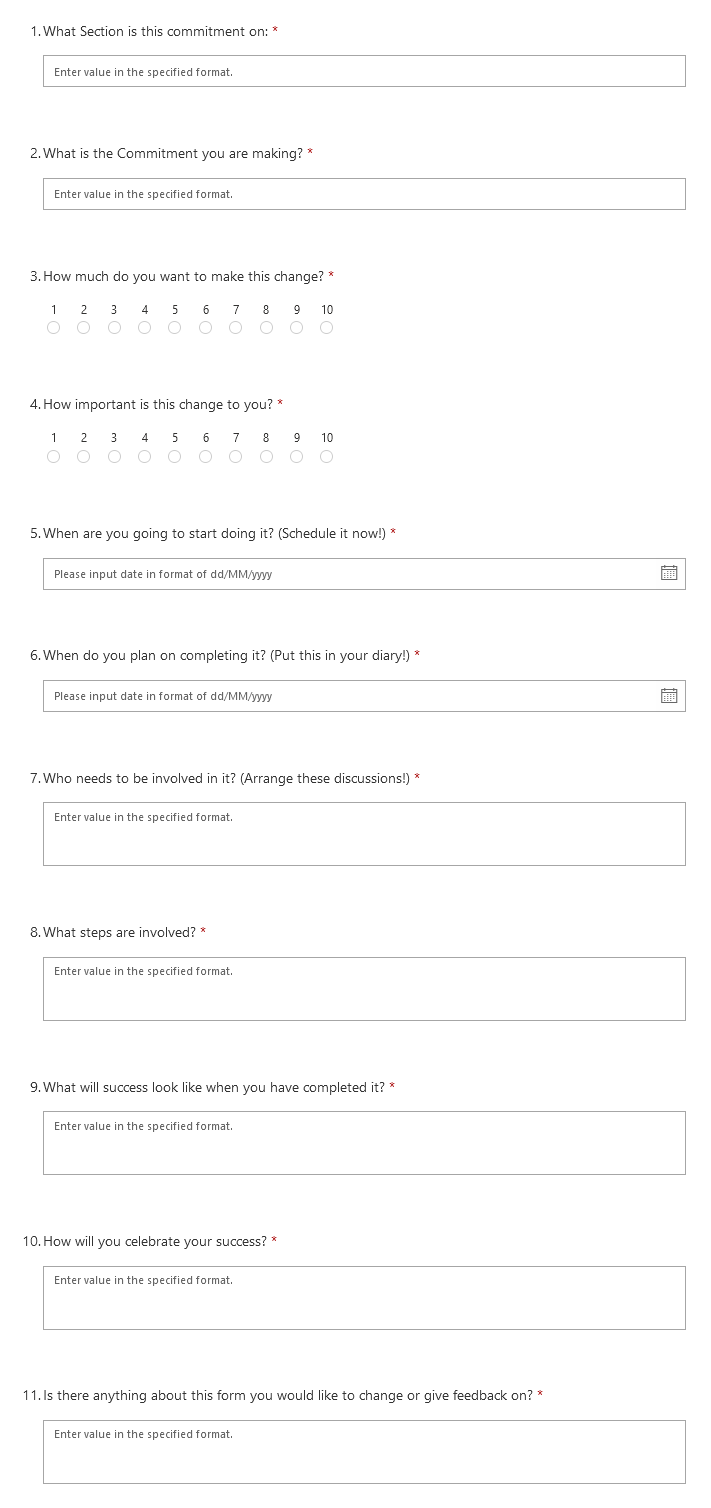 1. What Section is this commitment on: *
Enter value in the specified format.
2. What is the Commitment you are making? *
Enter value in the specified format.
3. How much do you want to make this change? *
1 2 3 4 5 6 7 8 9 10
4. How important is this change to you? *
1 2 3 4 5 6 7 8 9 10
5. When are you going to start doing it? (Schedule it now!) *
Please input date in format of dd/MM/yyyy
6. When do you plan on completing it? (Put this in your diary!) *
Please input date in format of dd/MM/yyyy
7. Who needs to be involved in it? (Arrange these discussions!) *
Enter value in the specified format.
8. What steps are involved? *
Enter value in the specified format.
9. What will success look like when you have completed it? *
Enter value in the specified format.
10. How will you celebrate your success? *
Enter value in the specified format.
11. Is there anything about this form you would like to change or give feedback on? *
Enter value in the specified format.